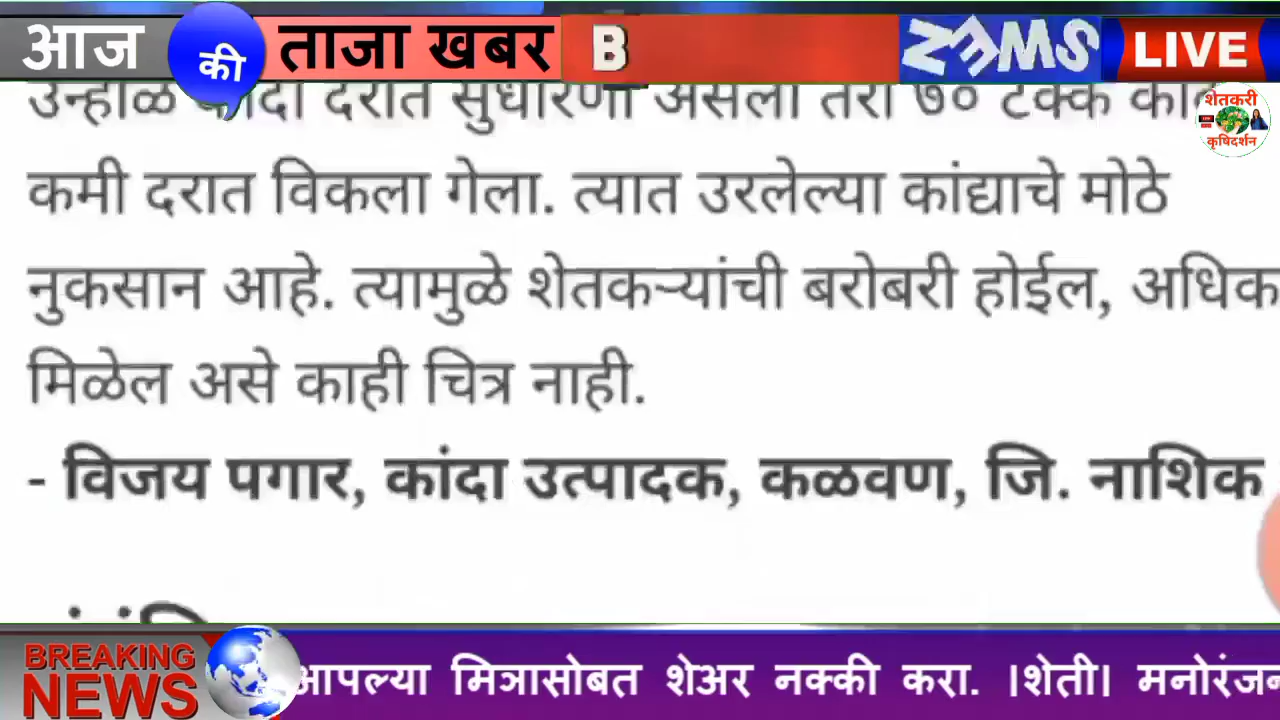 आज की ताजा खबर B NEWS LIVE
दरात सुधारणा असली तरी ७० टक्के
शेतकरी
कृषिदर्शन
कमी दरात विकला गेला. त्यात उरलेल्या कांद्याचे मोठे
नुकसान आहे. त्यामुळे शेतकऱ्यांची बरोबरी होईल, अधिक
मिळेल असे काही चित्र नाही.
- विजय पगार, कांदा उत्पादक, कळवण, जि. नाशिक
BREAKING
NEWS
आपल्या मित्रासोबत शेअर नक्की करा. ।शेती। मनोरंजन